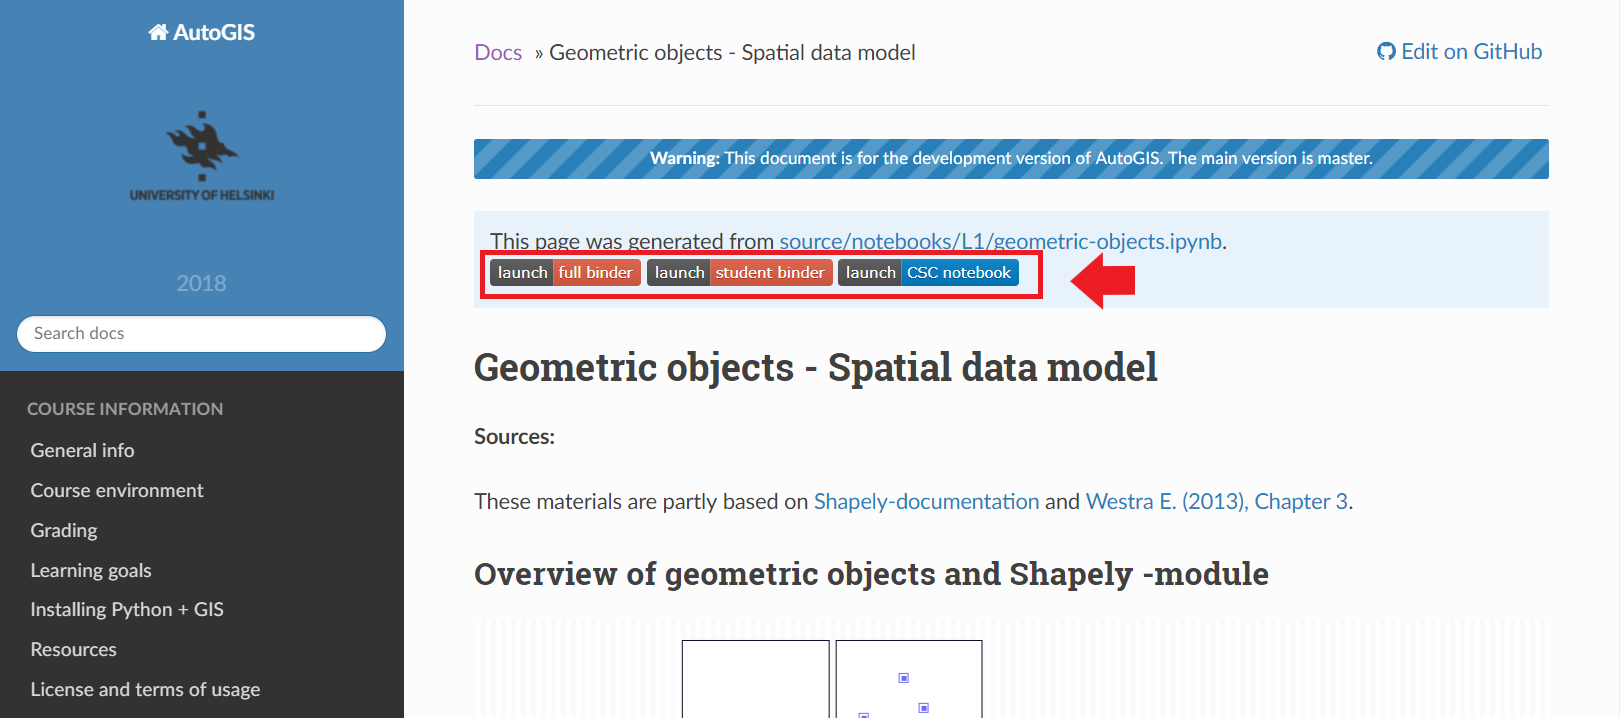 AutoGIS
UNIVERSITY OF HELSINKI
2018
Search docs
COURSE INFORMATION
General info
Course environment
Grading
Learning goals
Installing Python + GIS
Resources
License and terms of usage
Docs » Geometric objects - Spatial data model
Edit on GitHub
Warning: This document is for the development version of AutoGIS. The main version is master.
This page was generated from source/notebooks/L1/geometric-objects.ipynb.
launch full binder launch student binder launch CSC notebook
Geometric objects - Spatial data model
Sources:
These materials are partly based on Shapely-documentation and Westra E. (2013), Chapter 3.
Overview of geometric objects and Shapely -module